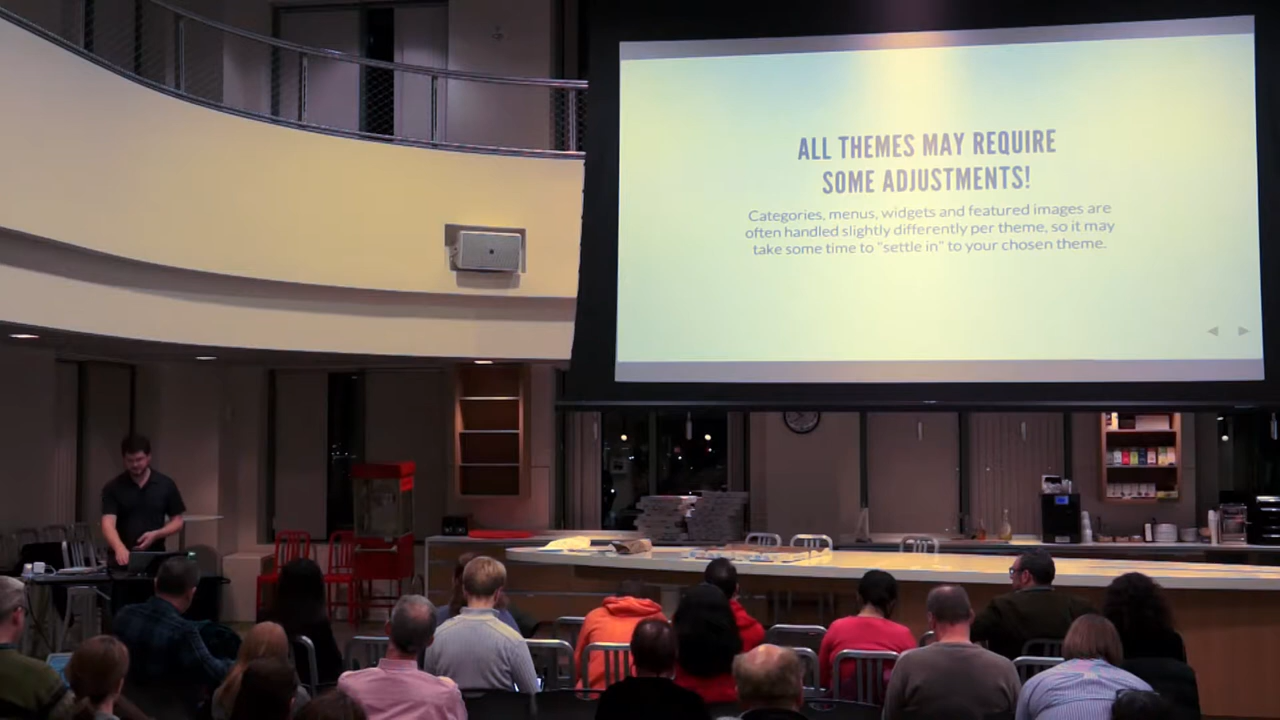 ALL THEMES MAY REQUIRE
SOME ADJUSTMENTS!
Categories, menus, widgets and featured images are
often handled slightly differently per theme, so it may
take some time to "settle in" to your chosen theme.